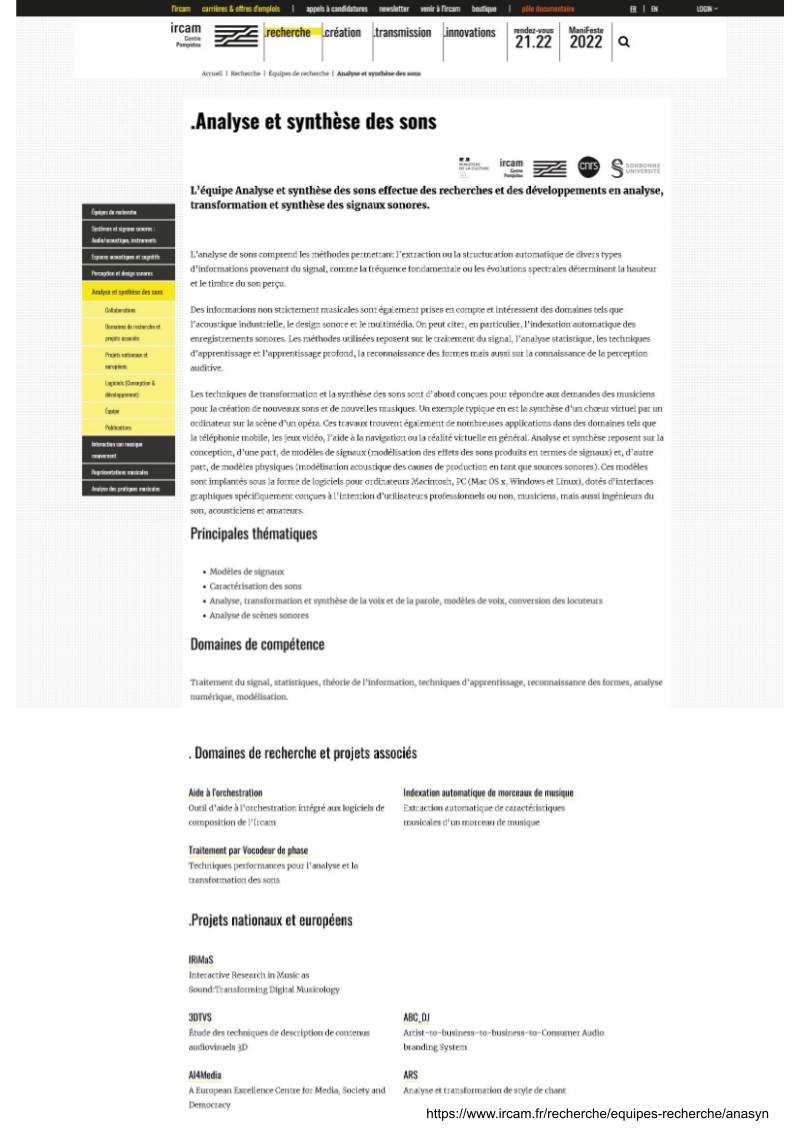 l'ircam carrières & offres d'emplois | appels à candidatures newsletter venir à l'ircam boutique | pôle documentaire FR | EN LOGIN
ircam Centre Pompidou .recherche .création .transmission .innovations rendez-vous 21.22 ManiFeste 2022
Accueil | Recherche | Équipes de recherche | Analyse et synthèse des sons
.Analyse et synthèse des sons
MINISTÈRE DE LA CULTURE ircam Centre Pompidou cnrs SORBONNE UNIVERSITÉ
L'équipe Analyse et synthèse des sons effectue des recherches et des développements en analyse,
transformation et synthèse des signaux sonores.
Équipes de recherche
Systèmes et signaux sonores :
Audio/acoustique, instruments
Espaces acoustiques et cognitifs
Perception et design sonores
Analyse et synthèse des sons
Collaborations
Domaines de recherche et
projets associés
Projets nationaux et
européens
Logiciels (Conception &
développement)
Équipe
Publications
Interaction son musique
mouvement
Représentations musicales
Analyse des pratiques musicales
L'analyse de sons comprend les méthodes permettant l'extraction ou la structuration automatique de divers types
d'informations provenant du signal, comme la fréquence fondamentale ou les évolutions spectrales déterminant la hauteur
et le timbre du son perçu.
Des informations non strictement musicales sont également prises en compte et intéressent des domaines tels que
l'acoustique industrielle, le design sonore et le multimédia. On peut citer, en particulier, l'indexation automatique des
enregistrements sonores. Les méthodes utilisées reposent sur le traitement du signal, l'analyse statistique, les techniques
d'apprentissage et l'apprentissage profond, la reconnaissance des formes mais aussi sur la connaissance de la perception
auditive.
Les techniques de transformation et la synthèse des sons sont d'abord conçues pour répondre aux demandes des musiciens
pour la création de nouveaux sons et de nouvelles musiques. Un exemple typique en est la synthèse d'un chœur virtuel par un
ordinateur sur la scène d'un opéra. Ces travaux trouvent également de nombreuses applications dans des domaines tels que
la téléphonie mobile, les jeux vidéo, l'aide à la navigation ou la réalité virtuelle en général. Analyse et synthèse reposent sur la
conception, d'une part, de modèles de signaux (modélisation des effets des sons produits en termes de signaux) et, d'autre
part, de modèles physiques (modélisation acoustique des causes de production en tant que sources sonores). Ces modèles
sont implantés sous la forme de logiciels pour ordinateurs Macintosh, PC (Mac OS x, Windows et Linux), dotés d'interfaces
graphiques spécifiquement conçues à l'intention d'utilisateurs professionnels ou non, musiciens, mais aussi ingénieurs du
son, acousticiens et amateurs.
Principales thématiques
• Modèles de signaux
• Caractérisation des sons
• Analyse, transformation et synthèse de la voix et de la parole, modèles de voix, conversion des locuteurs
• Analyse de scènes sonores
Domaines de compétence
Traitement du signal, statistiques, théorie de l'information, techniques d'apprentissage, reconnaissance des formes, analyse
numérique, modélisation.
. Domaines de recherche et projets associés
Aide à l'orchestration
Outil d'aide à l'orchestration intégré aux logiciels de
composition de l'Ircam
Indexation automatique de morceaux de musique
Extraction automatique de caractéristiques
musicales d'un morceau de musique
Traitement par Vocodeur de phase
Techniques performances pour l'analyse et la
transformation des sons
.Projets nationaux et européens
IRiMaS
Interactive Research in Music as
Sound:Transforming Digital Musicology
3DTVS
Étude des techniques de description de contenus
audiovisuels 3D
ABC_DJ
Artist-to-business-to-business-to-Consumer Audio
branding System
AI4Media
A European Excellence Centre for Media, Society and
Democracy
ARS
Analyse et transformation de style de chant
https://www.ircam.fr/recherche/equipes-recherche/anasyn